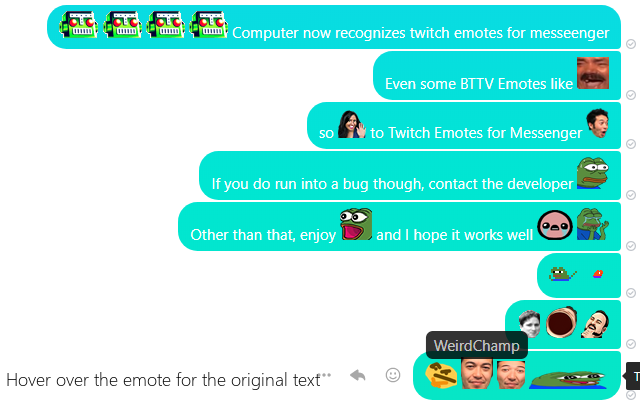 Computer now recognizes twitch emotes for messeenger
Even some BTTV Emotes like
so to Twitch Emotes for Messenger
If you do run into a bug though, contact the developer
Other than that, enjoy and I hope it works well
WeirdChamp
Hover over the emote for the original text
T